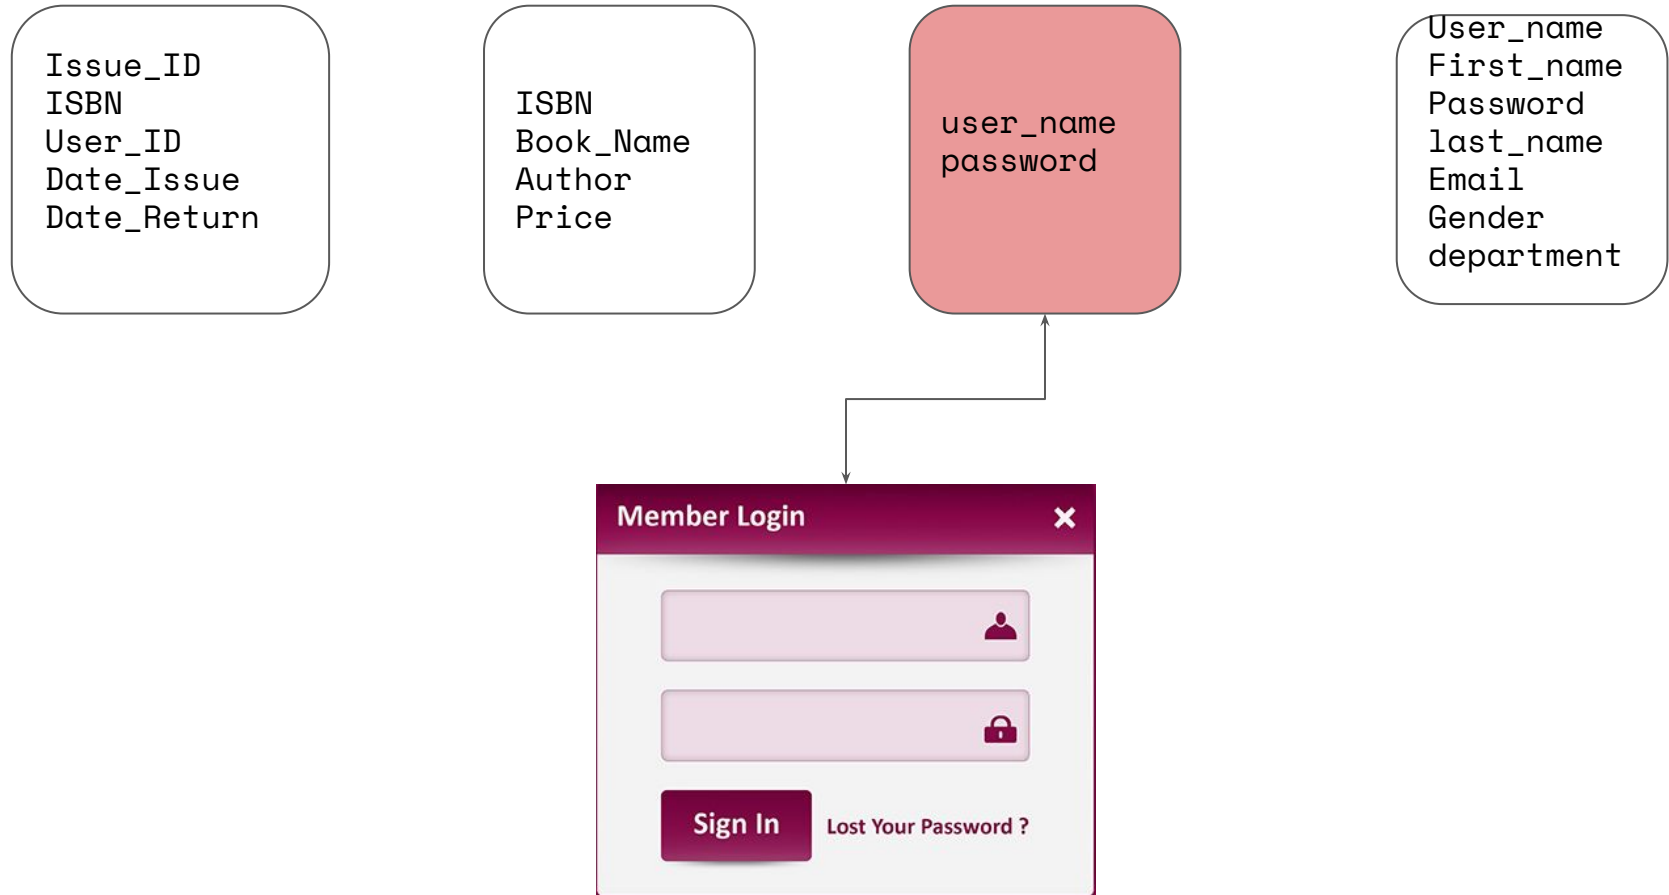 Issue_ID
ISBN
User_ID
Date_Issue
Date_Return
ISBN
Book_Name
Author
Price
user_name
password
User_name
First_name
Password
last_name
Email
Gender
department
Member Login
Sign In
Lost Your Password ?